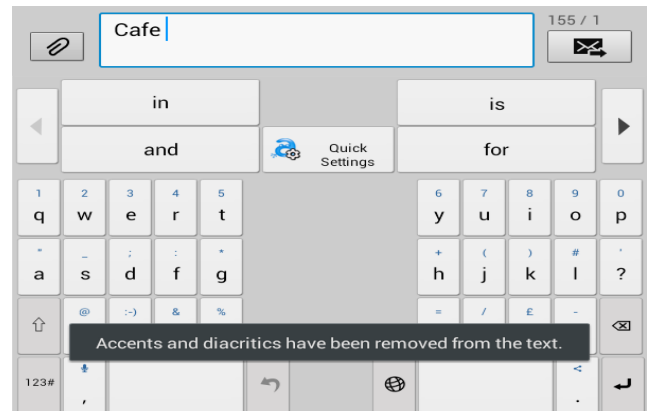 155 / 1
Cafe
in
is
and
Quick
Settings
for
1 2 3 4 5 6 7 8 9 0
q w e r t y u i o p
" _ ; : * + ( ) # '
a s d f g h j k l ?
@ :-) & % = / £ -
Accents and diacritics have been removed from the text.
123# , .